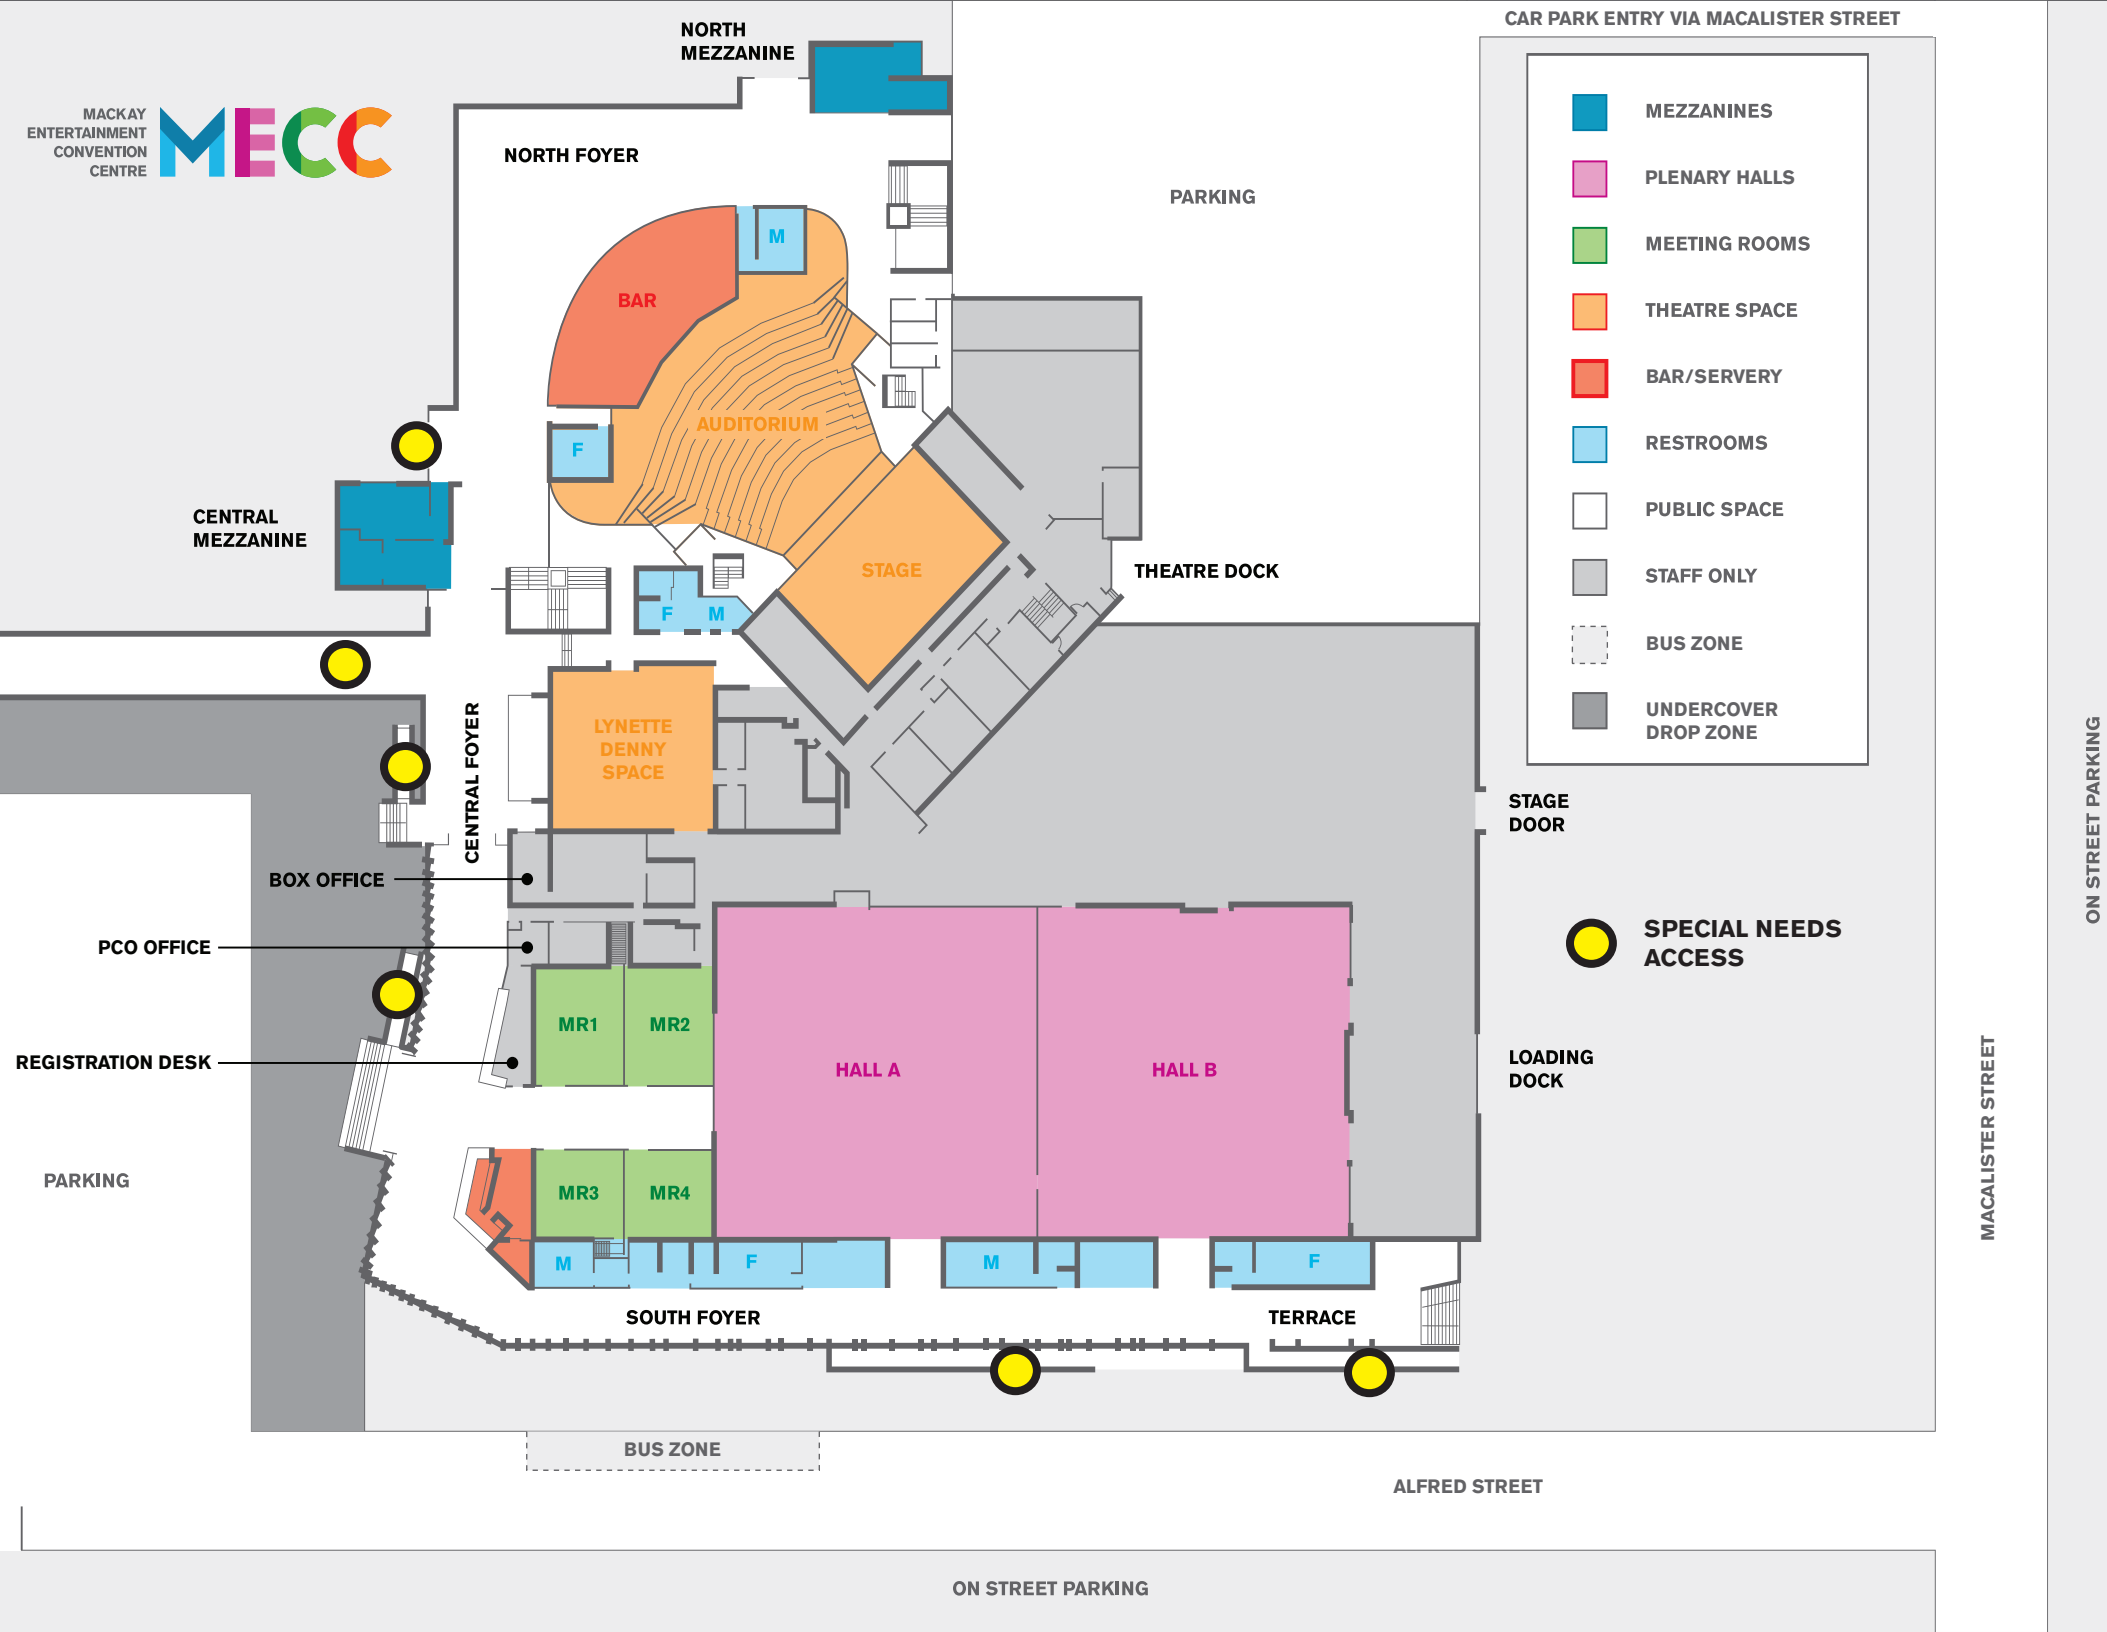 CAR PARK ENTRY VIA MACALISTER STREET
NORTH
MEZZANINE
MACKAY
ENTERTAINMENT
CONVENTION
CENTRE
MECC
NORTH FOYER
PARKING
MEZZANINES
PLENARY HALLS
MEETING ROOMS
THEATRE SPACE
BAR/SERVERY
RESTROOMS
PUBLIC SPACE
STAFF ONLY
BUS ZONE
UNDERCOVER
DROP ZONE
M
BAR
AUDITORIUM
F
CENTRAL
MEZZANINE
STAGE
THEATRE DOCK
F M
LYNETTE
DENNY
SPACE
CENTRAL FOYER
STAGE
DOOR
ON STREET PARKING
BOX OFFICE
PCO OFFICE
SPECIAL NEEDS
ACCESS
MR1 MR2
REGISTRATION DESK
HALL A
HALL B
LOADING
DOCK
MACALISTER STREET
PARKING
MR3 MR4
M F M F
SOUTH FOYER
TERRACE
BUS ZONE
ALFRED STREET
ON STREET PARKING